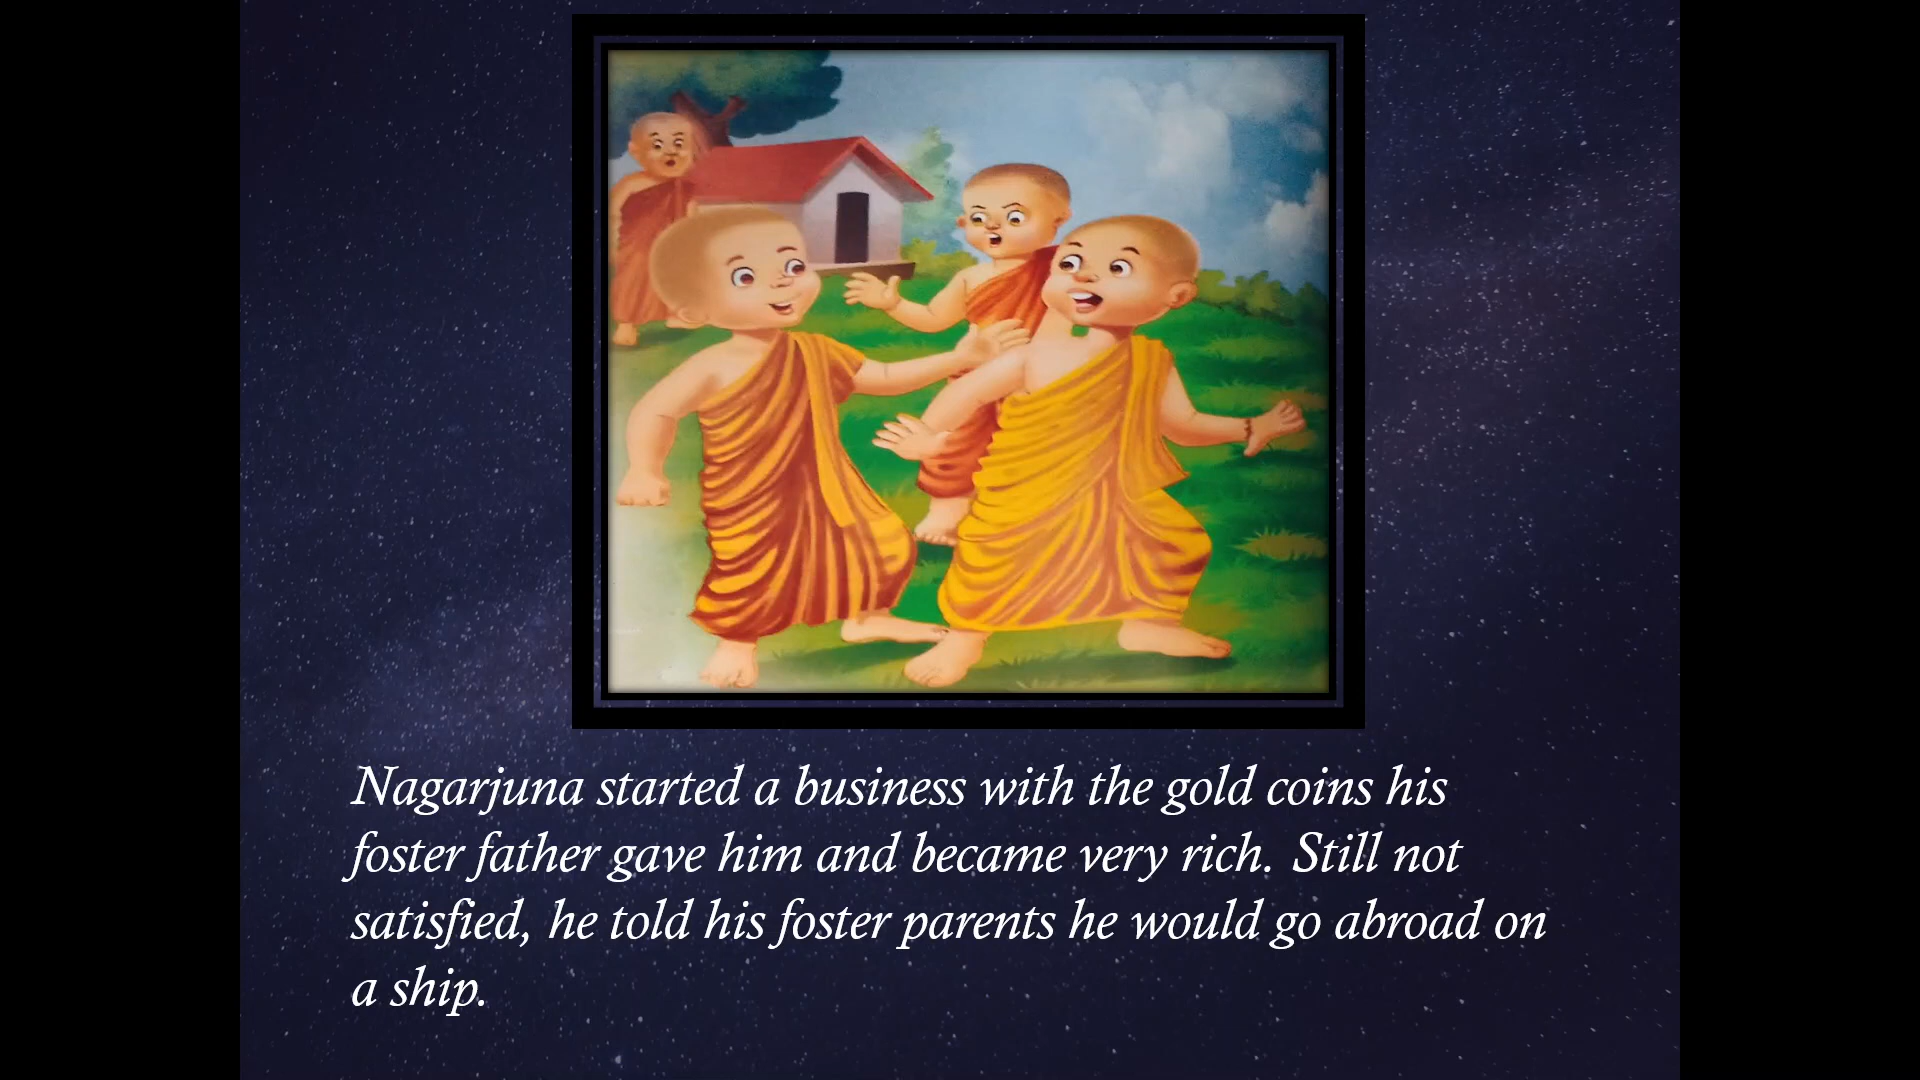 Nagarjuna started a business with the gold coins his
foster father gave him and became very rich. Still not
satisfied, he told his foster parents he would go abroad on
a ship.